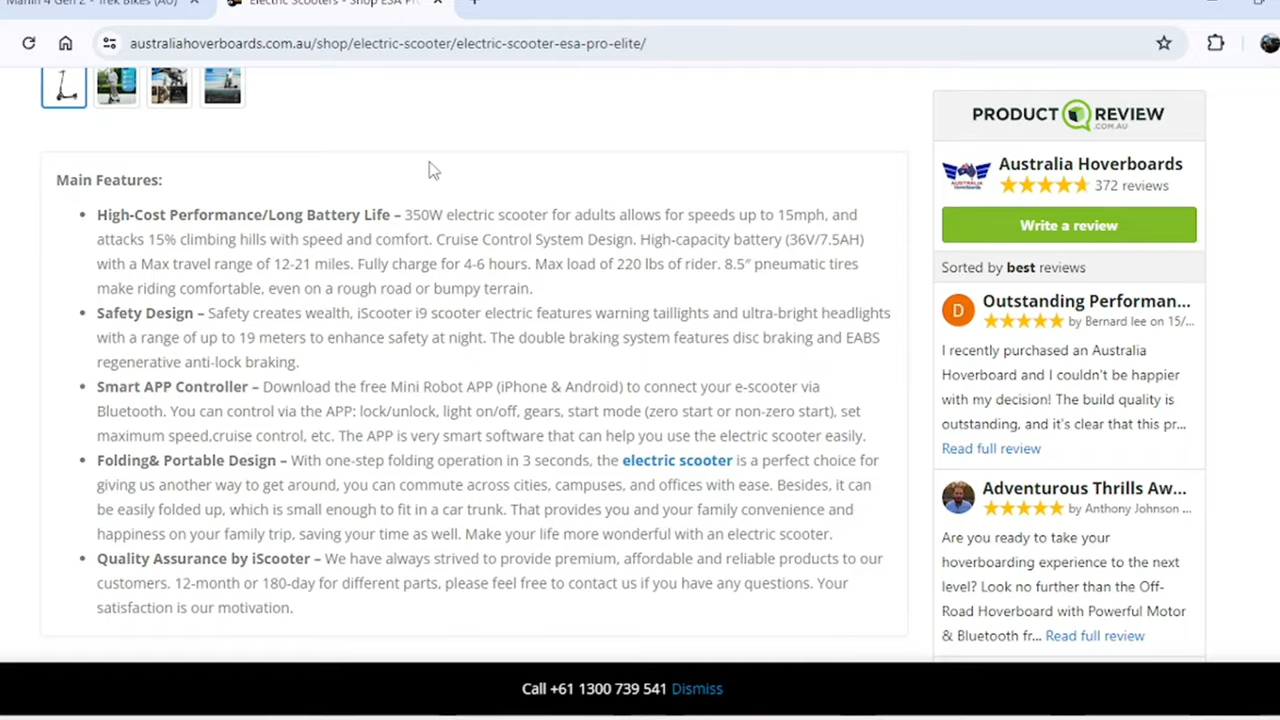 Marlin 4 Gen 2 - Trek Bikes (AU)
Electric Scooters - Shop ESA Pr
australiahoverboards.com.au/shop/electric-scooter/electric-scooter-esa-pro-elite/
Main Features:
• High-Cost Performance/Long Battery Life – 350W electric scooter for adults allows for speeds up to 15mph, and
attacks 15% climbing hills with speed and comfort. Cruise Control System Design. High-capacity battery (36V/7.5AH)
with a Max travel range of 12-21 miles. Fully charge for 4-6 hours. Max load of 220 lbs of rider. 8.5″ pneumatic tires
make riding comfortable, even on a rough road or bumpy terrain.
• Safety Design – Safety creates wealth, iScooter i9 scooter electric features warning taillights and ultra-bright headlights
with a range of up to 19 meters to enhance safety at night. The double braking system features disc braking and EABS
regenerative anti-lock braking.
• Smart APP Controller – Download the free Mini Robot APP (iPhone & Android) to connect your e-scooter via
Bluetooth. You can control via the APP: lock/unlock, light on/off, gears, start mode (zero start or non-zero start), set
maximum speed,cruise control, etc. The APP is very smart software that can help you use the electric scooter easily.
• Folding& Portable Design – With one-step folding operation in 3 seconds, the electric scooter is a perfect choice for
giving us another way to get around, you can commute across cities, campuses, and offices with ease. Besides, it can
be easily folded up, which is small enough to fit in a car trunk. That provides you and your family convenience and
happiness on your family trip, saving your time as well. Make your life more wonderful with an electric scooter.
• Quality Assurance by iScooter – We have always strived to provide premium, affordable and reliable products to our
customers. 12-month or 180-day for different parts, please feel free to contact us if you have any questions. Your
satisfaction is our motivation.
PRODUCT REVIEW
.COM.AU
Australia Hoverboards
372 reviews
Write a review
Sorted by best reviews
D
Outstanding Performan...
by Bernard lee on 15/...
I recently purchased an Australia
Hoverboard and I couldn't be happier
with my decision! The build quality is
outstanding, and it's clear that this pr...
Read full review
Adventurous Thrills Aw...
by Anthony Johnson ...
Are you ready to take your
hoverboarding experience to the next
level? Look no further than the Off-
Road Hoverboard with Powerful Motor
& Bluetooth fr... Read full review
Call +61 1300 739 541 Dismiss